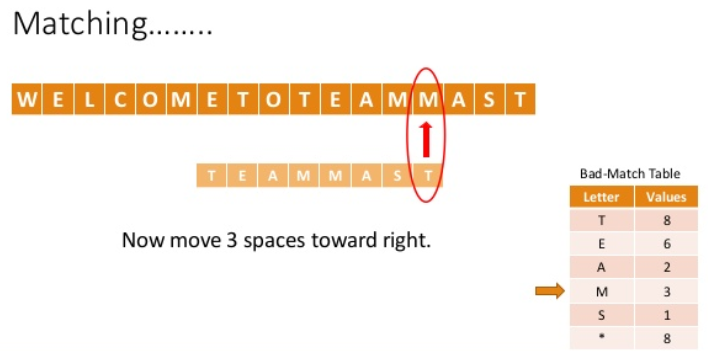 Matching........
W E L C O M E T O T E A M M A S T
T E A M M A S T
Now move 3 spaces toward right.
Bad-Match Table
Letter Values
T 8
E 6
A 2
M 3
S 1
* 8